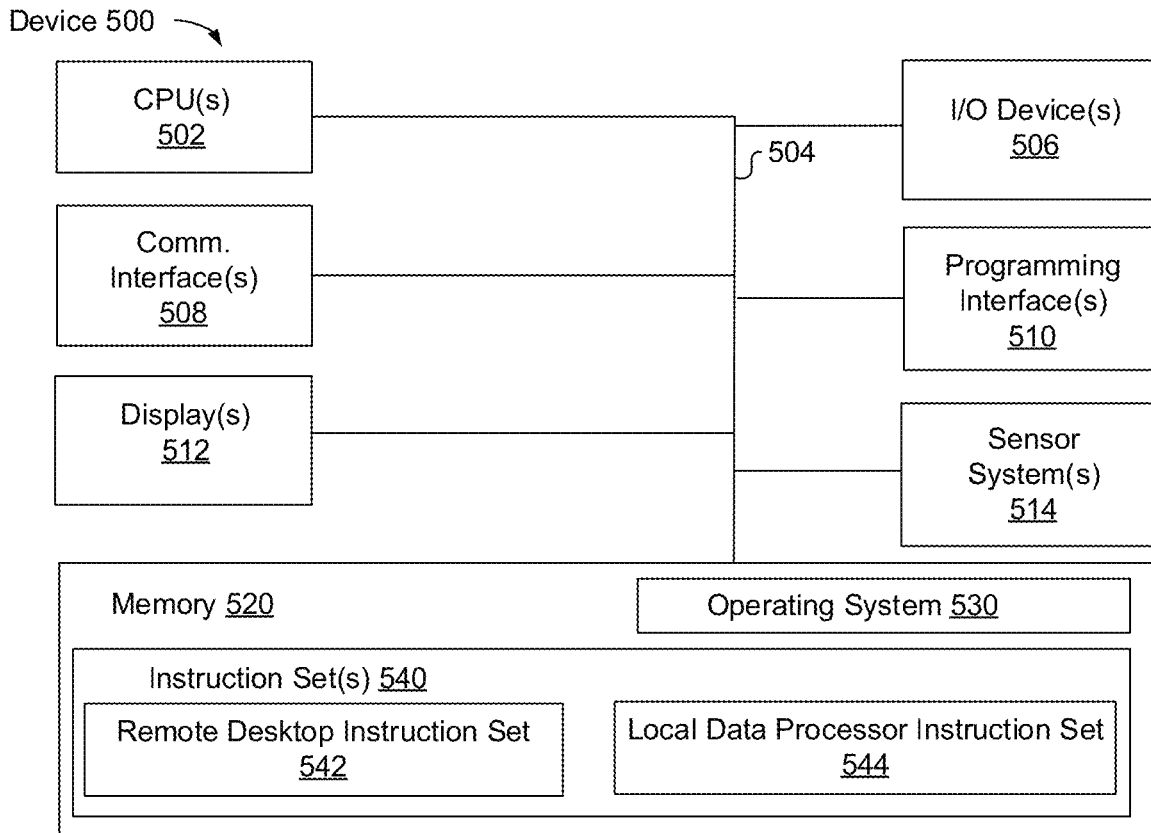 Device 500
CPU(s)
502
I/O Device(s)
506
504
Comm.
Interface(s)
508
Programming
Interface(s)
510
Display(s)
512
Sensor
System(s)
514
Memory 520
Operating System 530
Instruction Set(s) 540
Remote Desktop Instruction Set
542
Local Data Processor Instruction Set
544